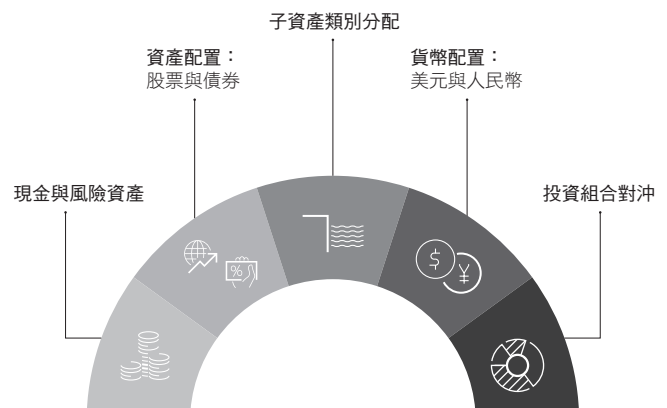 子資產類別分配
資產配置：
股票與債券
貨幣配置：
美元與人民幣
現金與風險資產
投資組合對沖
%
$
¥